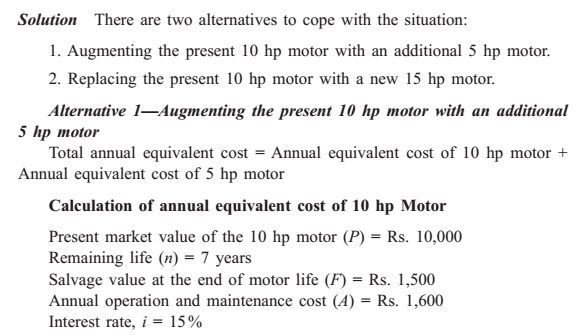 Solution There are two alternatives to cope with the situation:
1. Augmenting the present 10 hp motor with an additional 5 hp motor.
2. Replacing the present 10 hp motor with a new 15 hp motor.
Alternative 1—Augmenting the present 10 hp motor with an additional
5 hp motor
Total annual equivalent cost = Annual equivalent cost of 10 hp motor +
Annual equivalent cost of 5 hp motor
Calculation of annual equivalent cost of 10 hp Motor
Present market value of the 10 hp motor (P) = Rs. 10,000
Remaining life (n) = 7 years
Salvage value at the end of motor life (F) = Rs. 1,500
Annual operation and maintenance cost (A) = Rs. 1,600
Interest rate, i = 15%